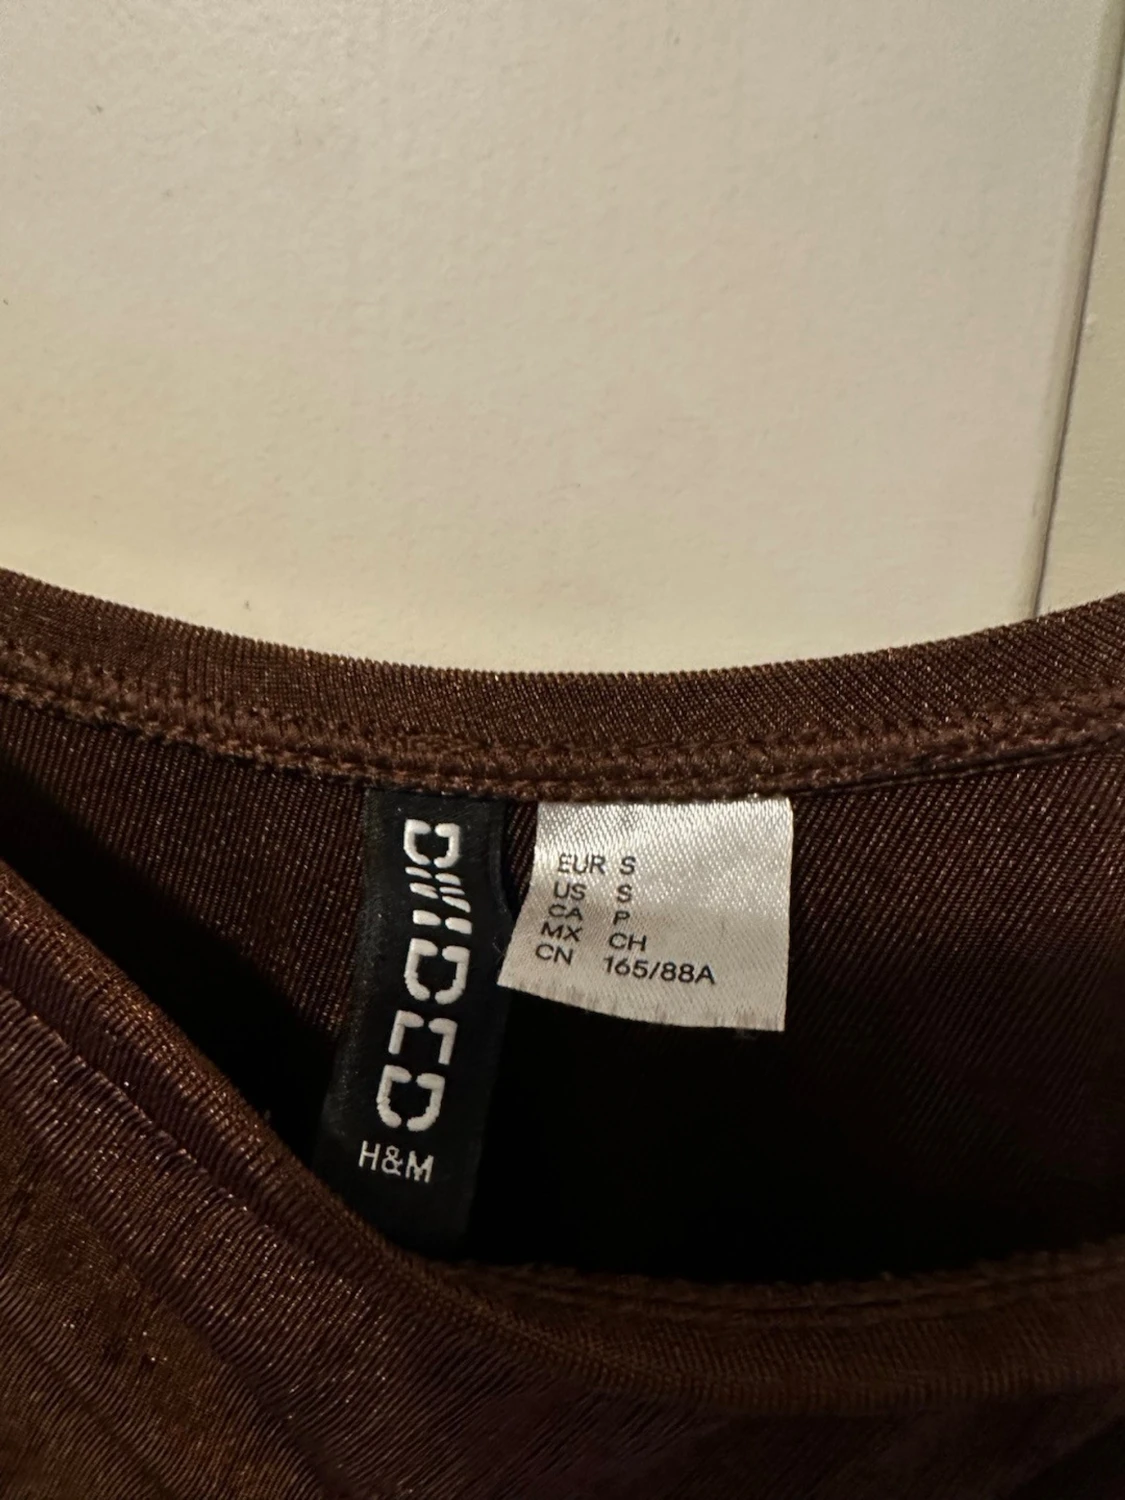 DIVIDED
H&M
EUR S
US S
CA P
MX CH
CN 165/88A